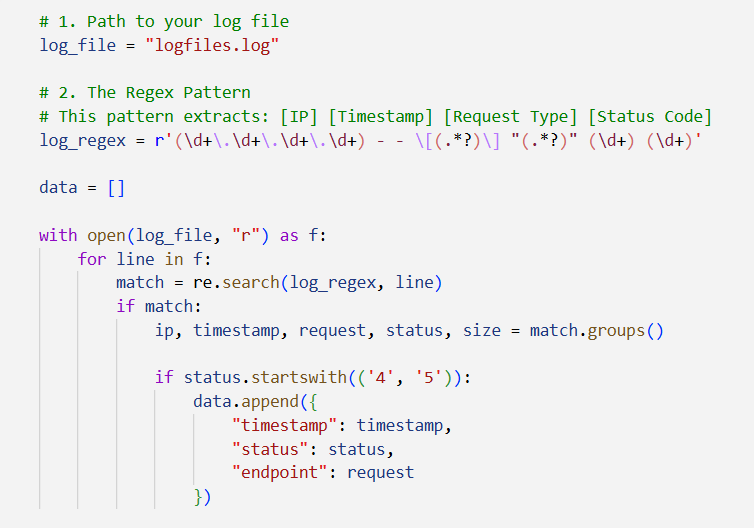 # 1. Path to your log file
log_file = "logfiles.log"
# 2. The Regex Pattern
# This pattern extracts: [IP] [Timestamp] [Request Type] [Status Code]
log_regex = r'(\d+\.\d+\.\d+\.\d+) - - \[(.*?)\] "(.*?)" (\d+) (\d+)'
data = []
with open(log_file, "r") as f:
    for line in f:
        match = re.search(log_regex, line)
        if match:
            ip, timestamp, request, status, size = match.groups()
            if status.startswith(('4', '5')):
                data.append({
                    "timestamp": timestamp,
                    "status": status,
                    "endpoint": request
                })